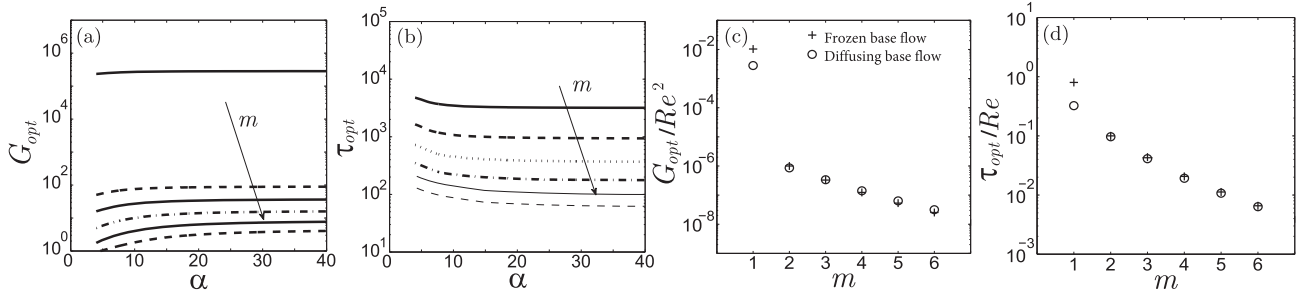 (a)
G_opt
10^6
10^4
10^2
10^0
m
0 10 20 30 40
α
(b)
τ_opt
10^5
10^4
10^3
10^2
10^1
m
0 10 20 30 40
α
(c)
G_opt/Re^2
10^-2
10^-4
10^-6
10^-8
+ Frozen base flow
○ Diffusing base flow
1 2 3 4 5 6
m
(d)
τ_opt/Re
10^1
10^0
10^-1
10^-2
10^-3
1 2 3 4 5 6
m